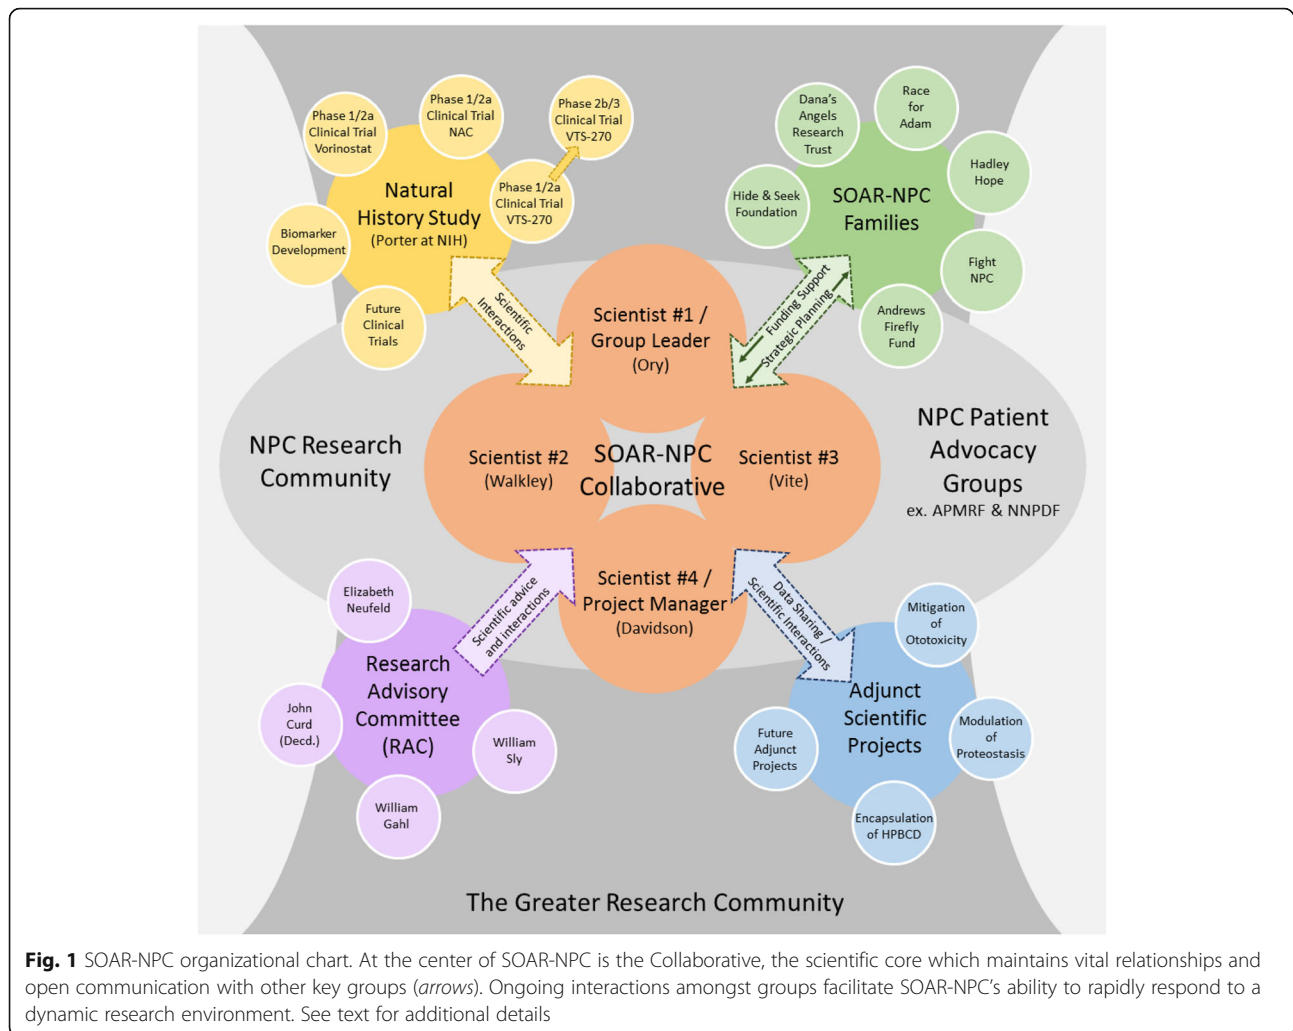 Phase 1/2a
Clinical Trial
Vorinostat
Phase 1/2a
Clinical Trial
NAC
Phase 2b/3
Clinical Trial
VTS-270
Phase 1/2a
Clinical Trial
VTS-270
Natural
History Study
(Porter at NIH)
Biomarker
Development
Future
Clinical
Trials
Scientific
Interactions
Dana's
Angels
Research
Trust
Race
for
Adam
Hadley
Hope
Hide & Seek
Foundation
SOAR-NPC
Families
Fight
NPC
Andrews
Firefly
Fund
Funding Support
Strategic Planning
Scientist #1 /
Group Leader
(Ory)
NPC Research
Community
Scientist #2
(Walkley)
SOAR-NPC
Collaborative
Scientist #3
(Vite)
NPC Patient
Advocacy
Groups
ex. APMRF & NNPDF
Scientist #4 /
Project Manager
(Davidson)
Scientific advice
and interactions
Data Sharing /
Scientific Interactions
Elizabeth
Neufeld
Research
Advisory
Committee
(RAC)
John
Curd
(Decd.)
William
Sly
William
Gahl
Mitigation
of
Ototoxicity
Adjunct
Scientific
Projects
Modulation
of
Proteostasis
Future
Adjunct
Projects
Encapsulation
of HPBCD
The Greater Research Community
Fig. 1 SOAR-NPC organizational chart. At the center of SOAR-NPC is the Collaborative, the scientific core which maintains vital relationships and
open communication with other key groups (arrows). Ongoing interactions amongst groups facilitate SOAR-NPC's ability to rapidly respond to a
dynamic research environment. See text for additional details